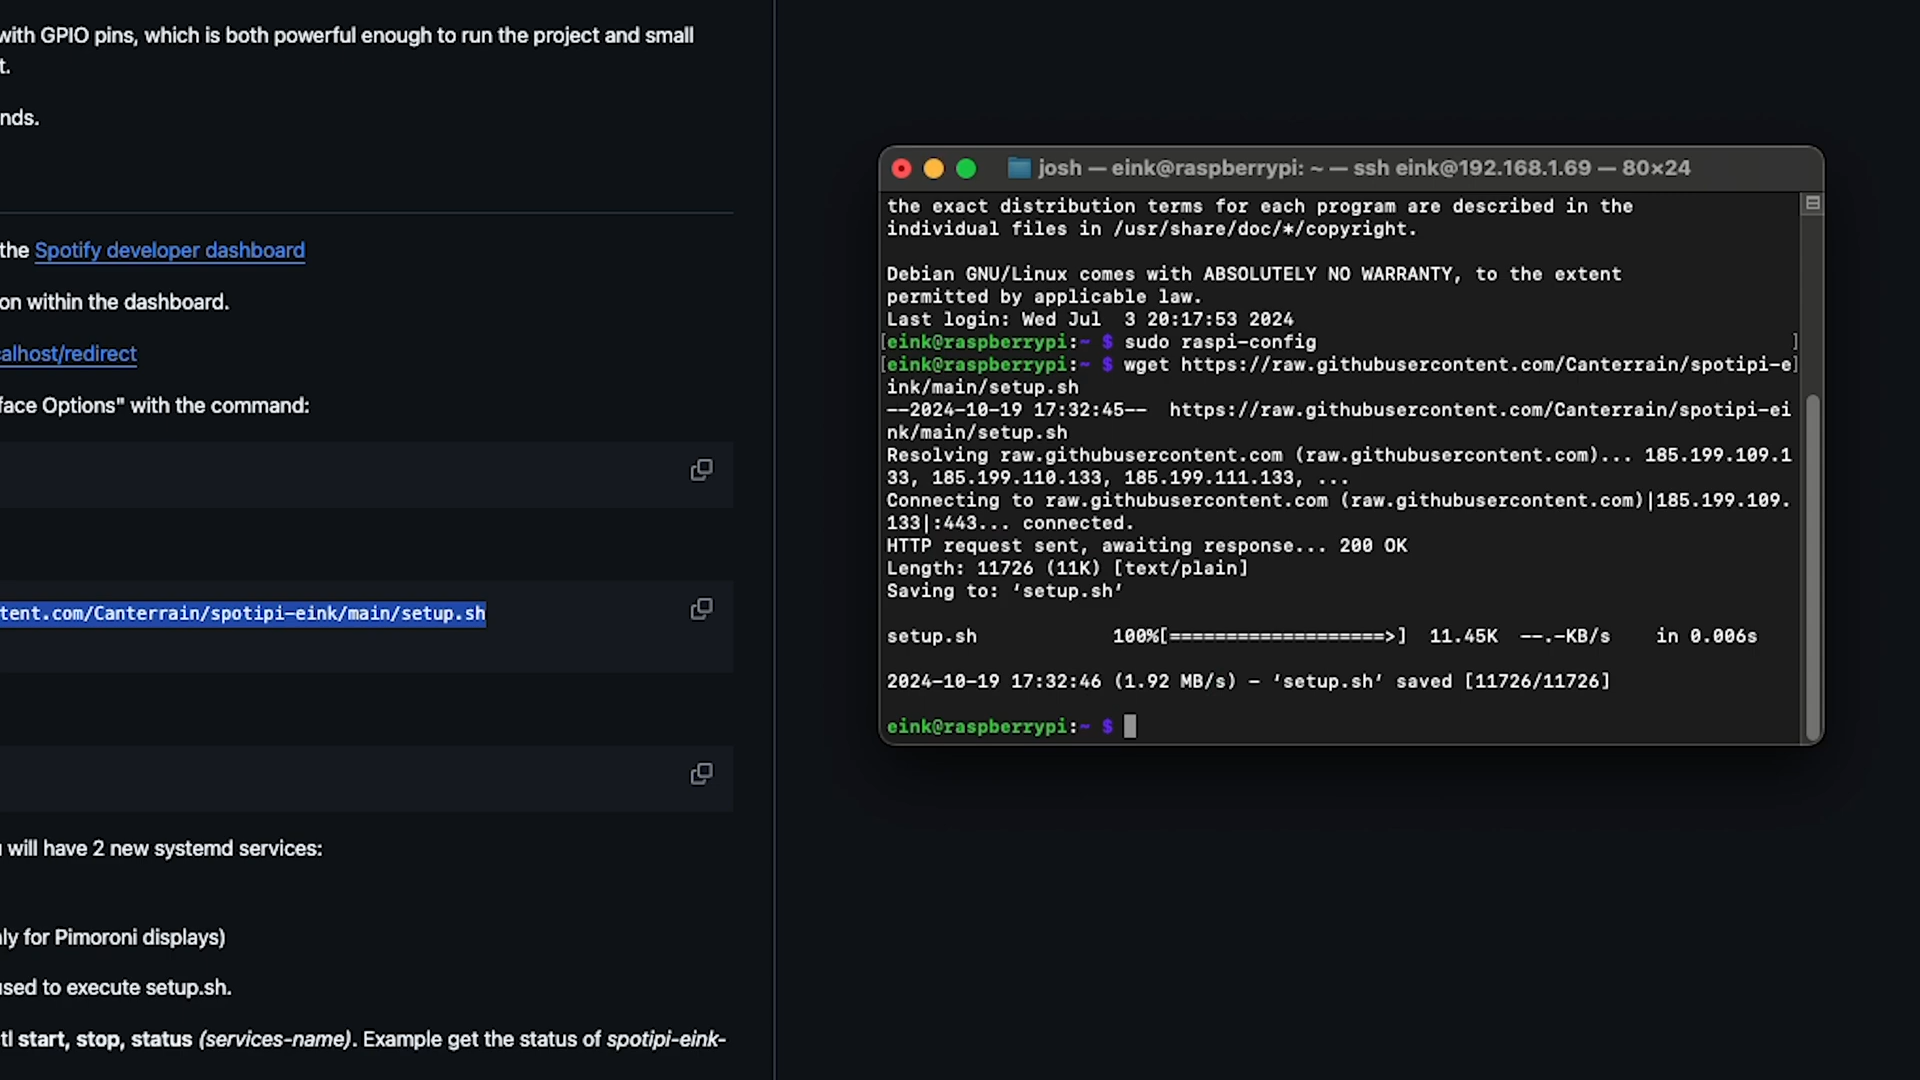 with GPIO pins, which is both powerful enough to run the project and small
t.
nds.
the Spotify developer dashboard
on within the dashboard.
calhost/redirect
face Options" with the command:
tent.com/Canterrain/spotipi-eink/main/setup.sh
will have 2 new systemd services:
ly for Pimoroni displays)
used to execute setup.sh.
tl start, stop, status (services-name). Example get the status of spotipi-eink-
josh — eink@raspberrypi: ~ — ssh eink@192.168.1.69 — 80×24
the exact distribution terms for each program are described in the
individual files in /usr/share/doc/*/copyright.
Debian GNU/Linux comes with ABSOLUTELY NO WARRANTY, to the extent
permitted by applicable law.
Last login: Wed Jul  3 20:17:53 2024
[eink@raspberrypi:~ $ sudo raspi-config ]
[eink@raspberrypi:~ $ wget https://raw.githubusercontent.com/Canterrain/spotipi-e]
ink/main/setup.sh
--2024-10-19 17:32:45--  https://raw.githubusercontent.com/Canterrain/spotipi-ei
nk/main/setup.sh
Resolving raw.githubusercontent.com (raw.githubusercontent.com)... 185.199.109.1
33, 185.199.110.133, 185.199.111.133, ...
Connecting to raw.githubusercontent.com (raw.githubusercontent.com)|185.199.109.
133|:443... connected.
HTTP request sent, awaiting response... 200 OK
Length: 11726 (11K) [text/plain]
Saving to: ‘setup.sh’
setup.sh            100%[===================>]  11.45K  --.-KB/s    in 0.006s
2024-10-19 17:32:46 (1.92 MB/s) - ‘setup.sh’ saved [11726/11726]
eink@raspberrypi:~ $